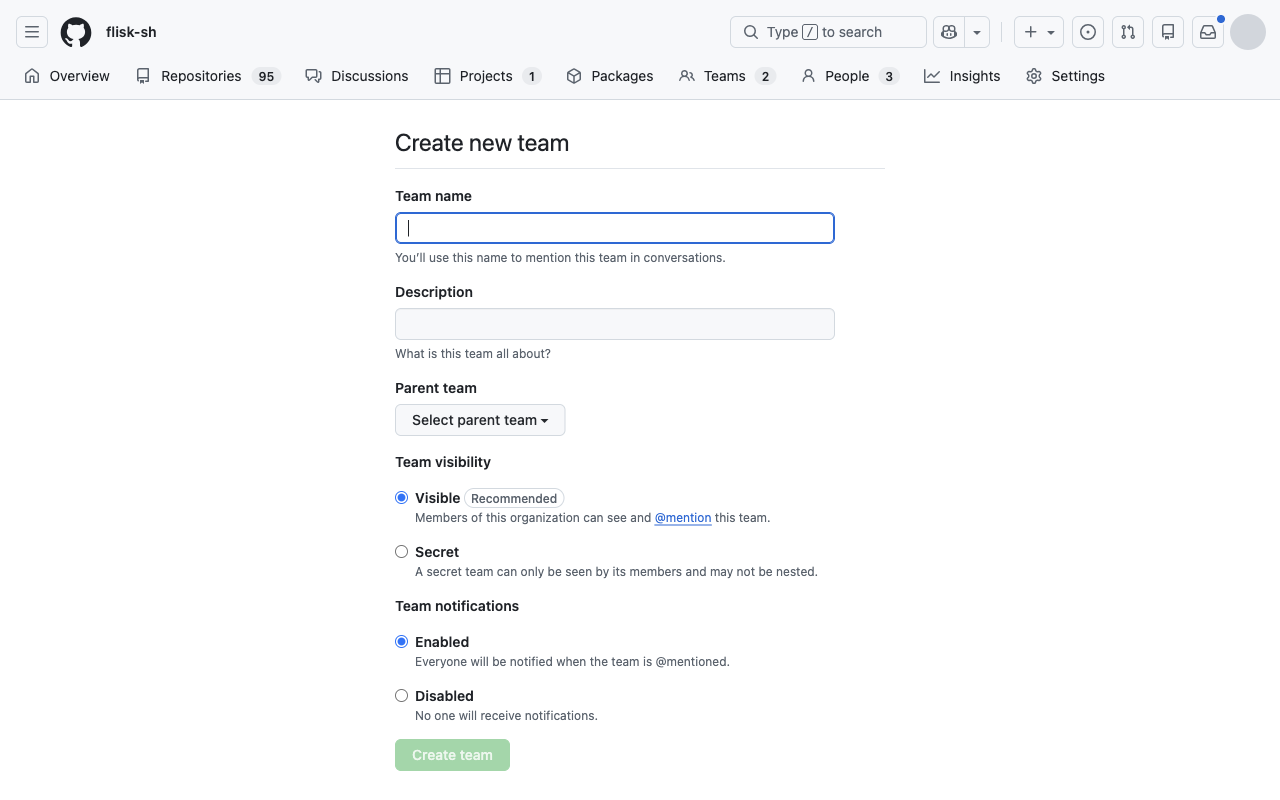 flisk-sh
Type / to search
Overview
Repositories 95
Discussions
Projects 1
Packages
Teams 2
People 3
Insights
Settings
Create new team
Team name
You’ll use this name to mention this team in conversations.
Description
What is this team all about?
Parent team
Select parent team
Team visibility
Visible Recommended
Members of this organization can see and @mention this team.
Secret
A secret team can only be seen by its members and may not be nested.
Team notifications
Enabled
Everyone will be notified when the team is @mentioned.
Disabled
No one will receive notifications.
Create team